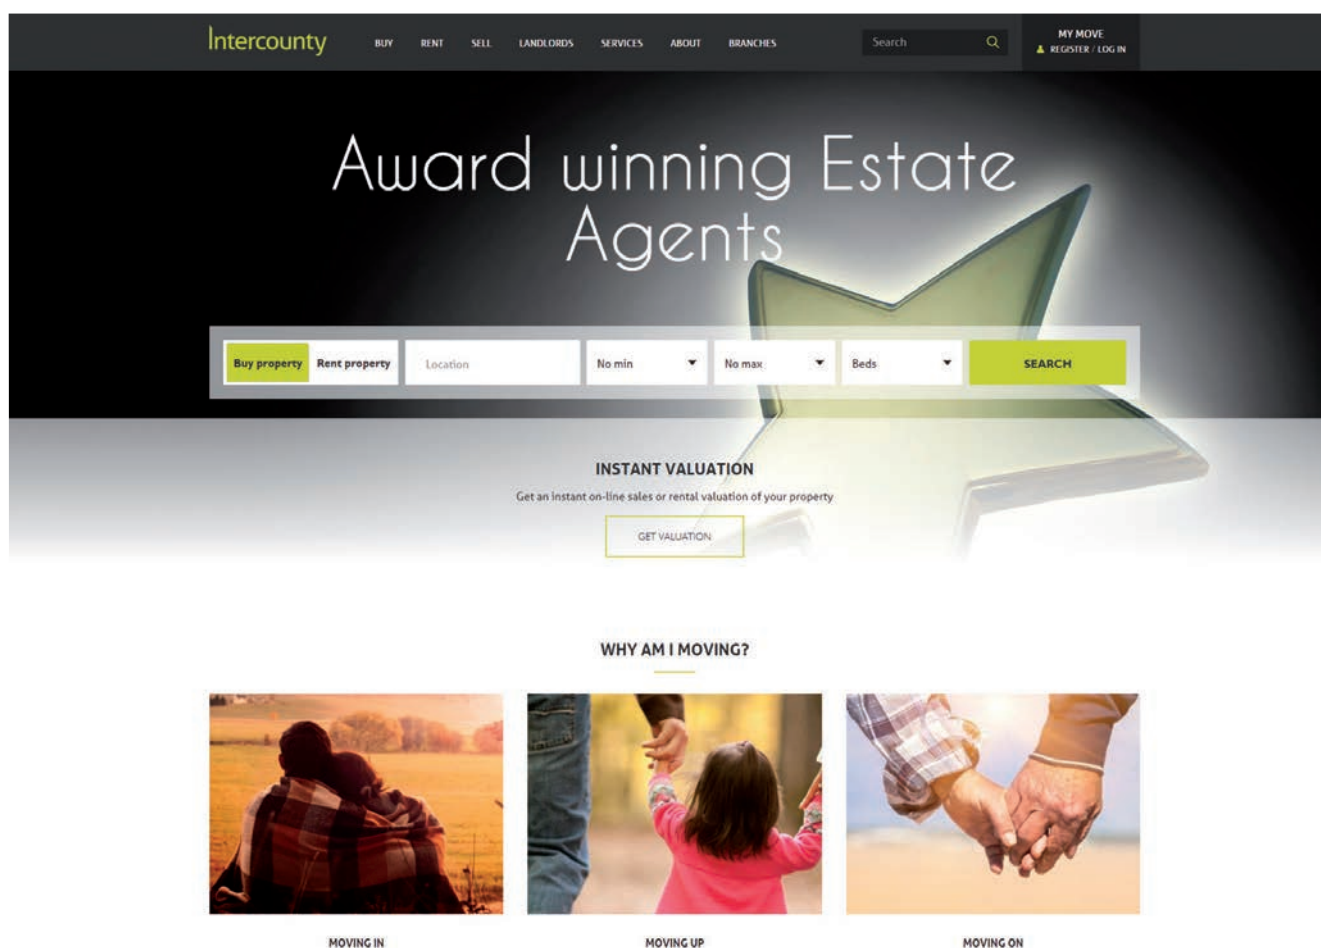 Intercounty
BUY RENT SELL LANDLORDS SERVICES ABOUT BRANCHES
Search
MY MOVE
REGISTER / LOG IN
Award winning Estate
Agents
Buy property Rent property Location No min No max Beds SEARCH
INSTANT VALUATION
Get an instant on-line sales or rental valuation of your property
GET VALUATION
WHY AM I MOVING?
MOVING IN MOVING UP MOVING ON